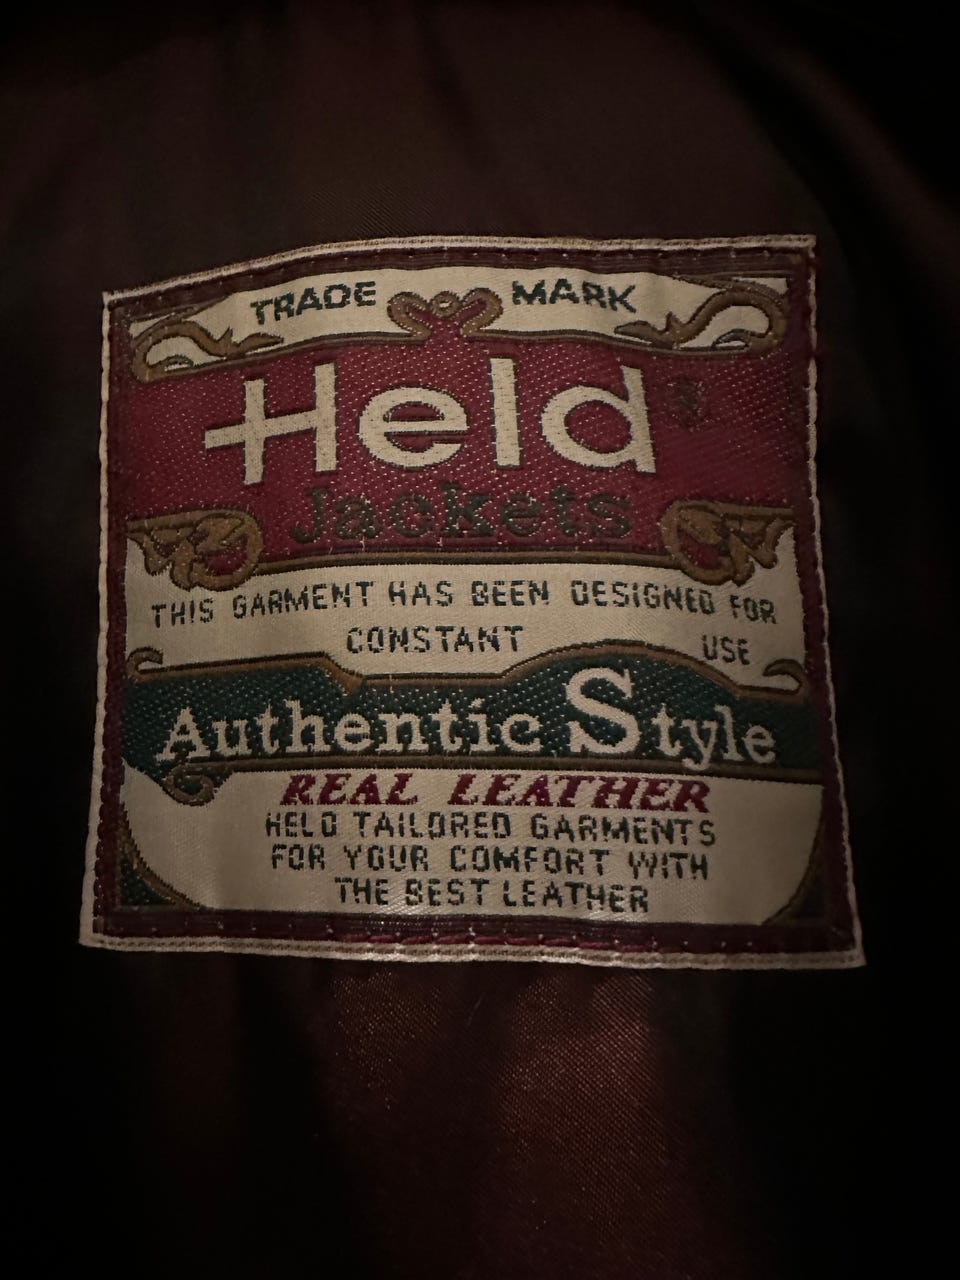 TRADE MARK
Held ®
Jackets
THIS GARMENT HAS BEEN DESIGNED FOR
CONSTANT USE
Authentic Style
REAL LEATHER
HELD TAILORED GARMENTS
FOR YOUR COMFORT WITH
THE BEST LEATHER